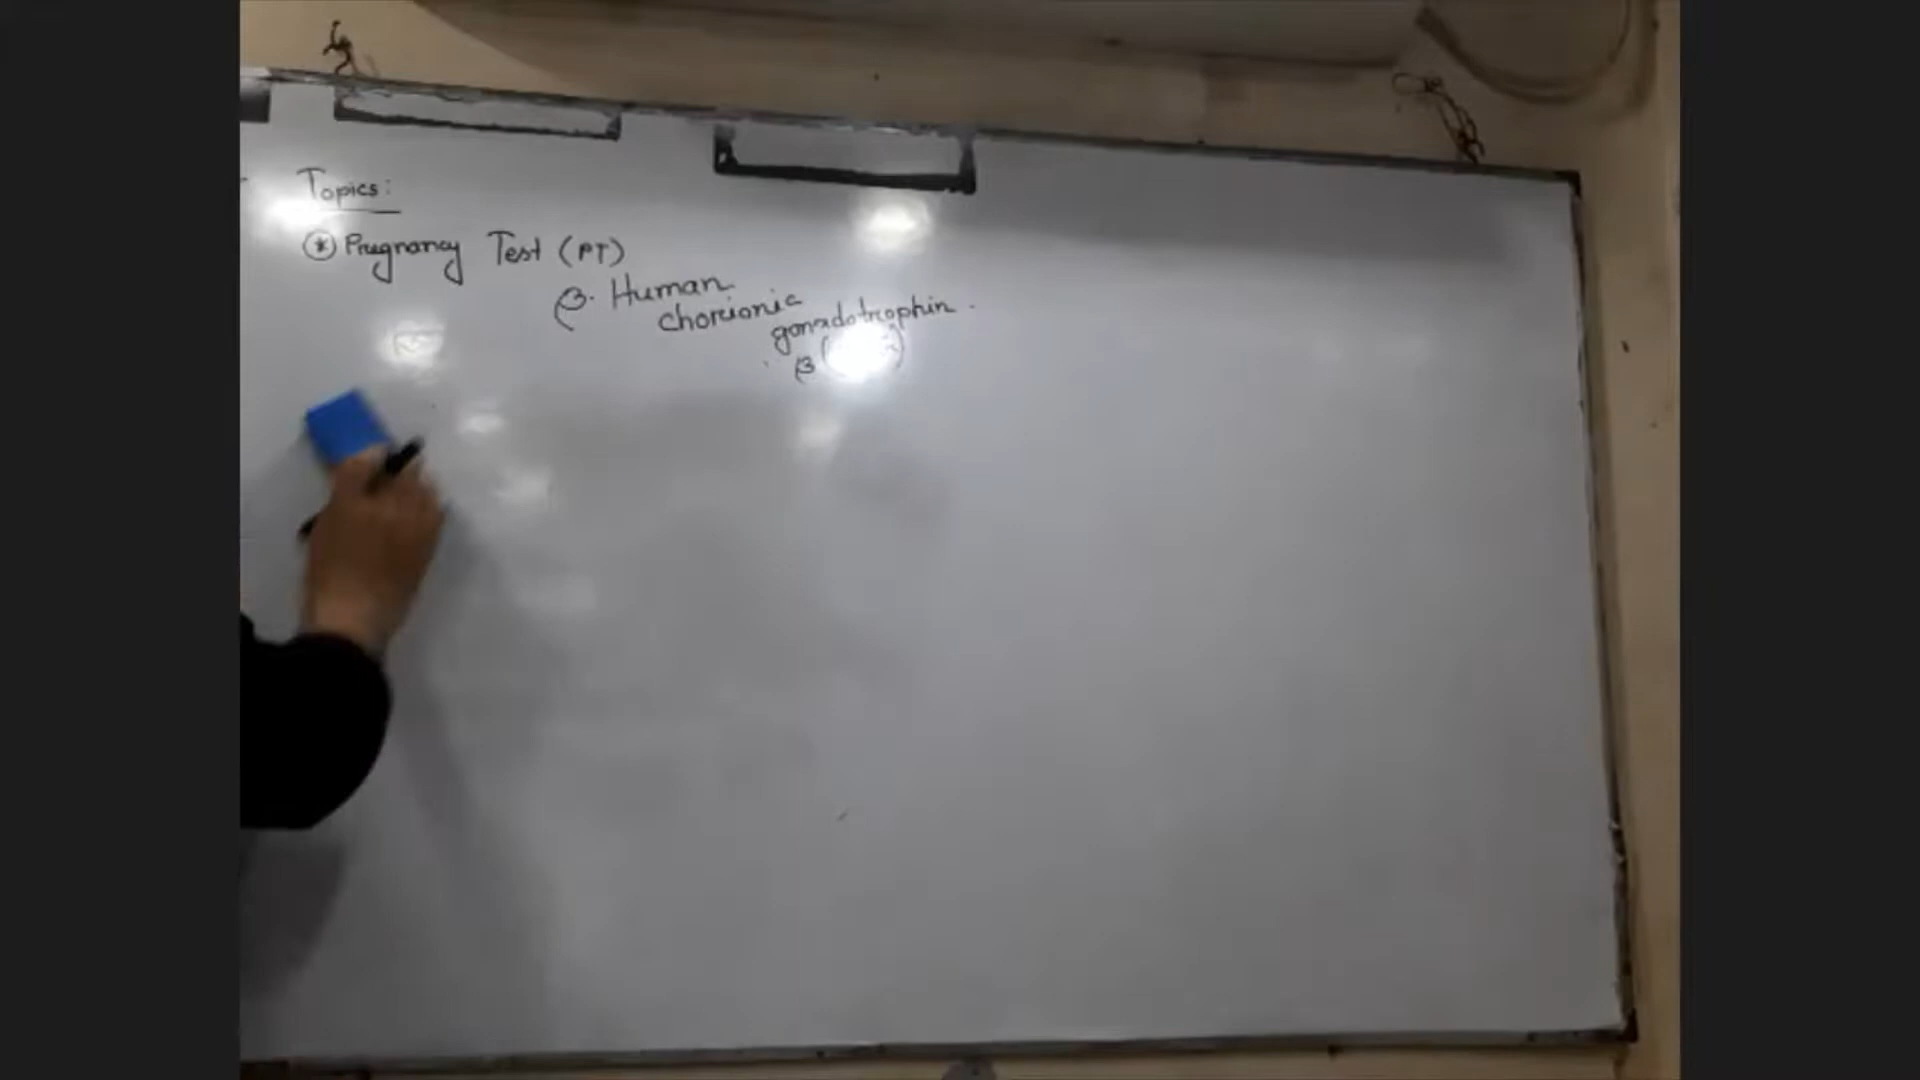 Topics:
* Pregnancy Test (PT)
β. Human
chorionic
gonadotrophin.
β